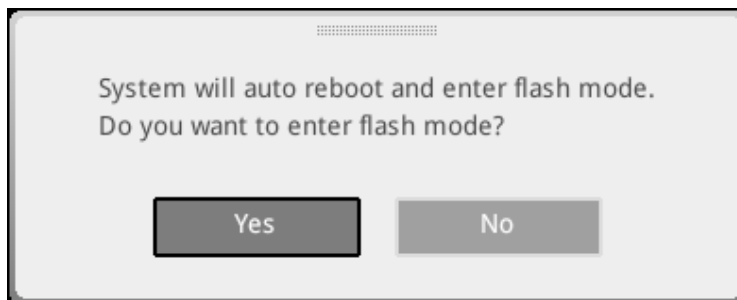 System will auto reboot and enter flash mode.
Do you want to enter flash mode?
Yes
No